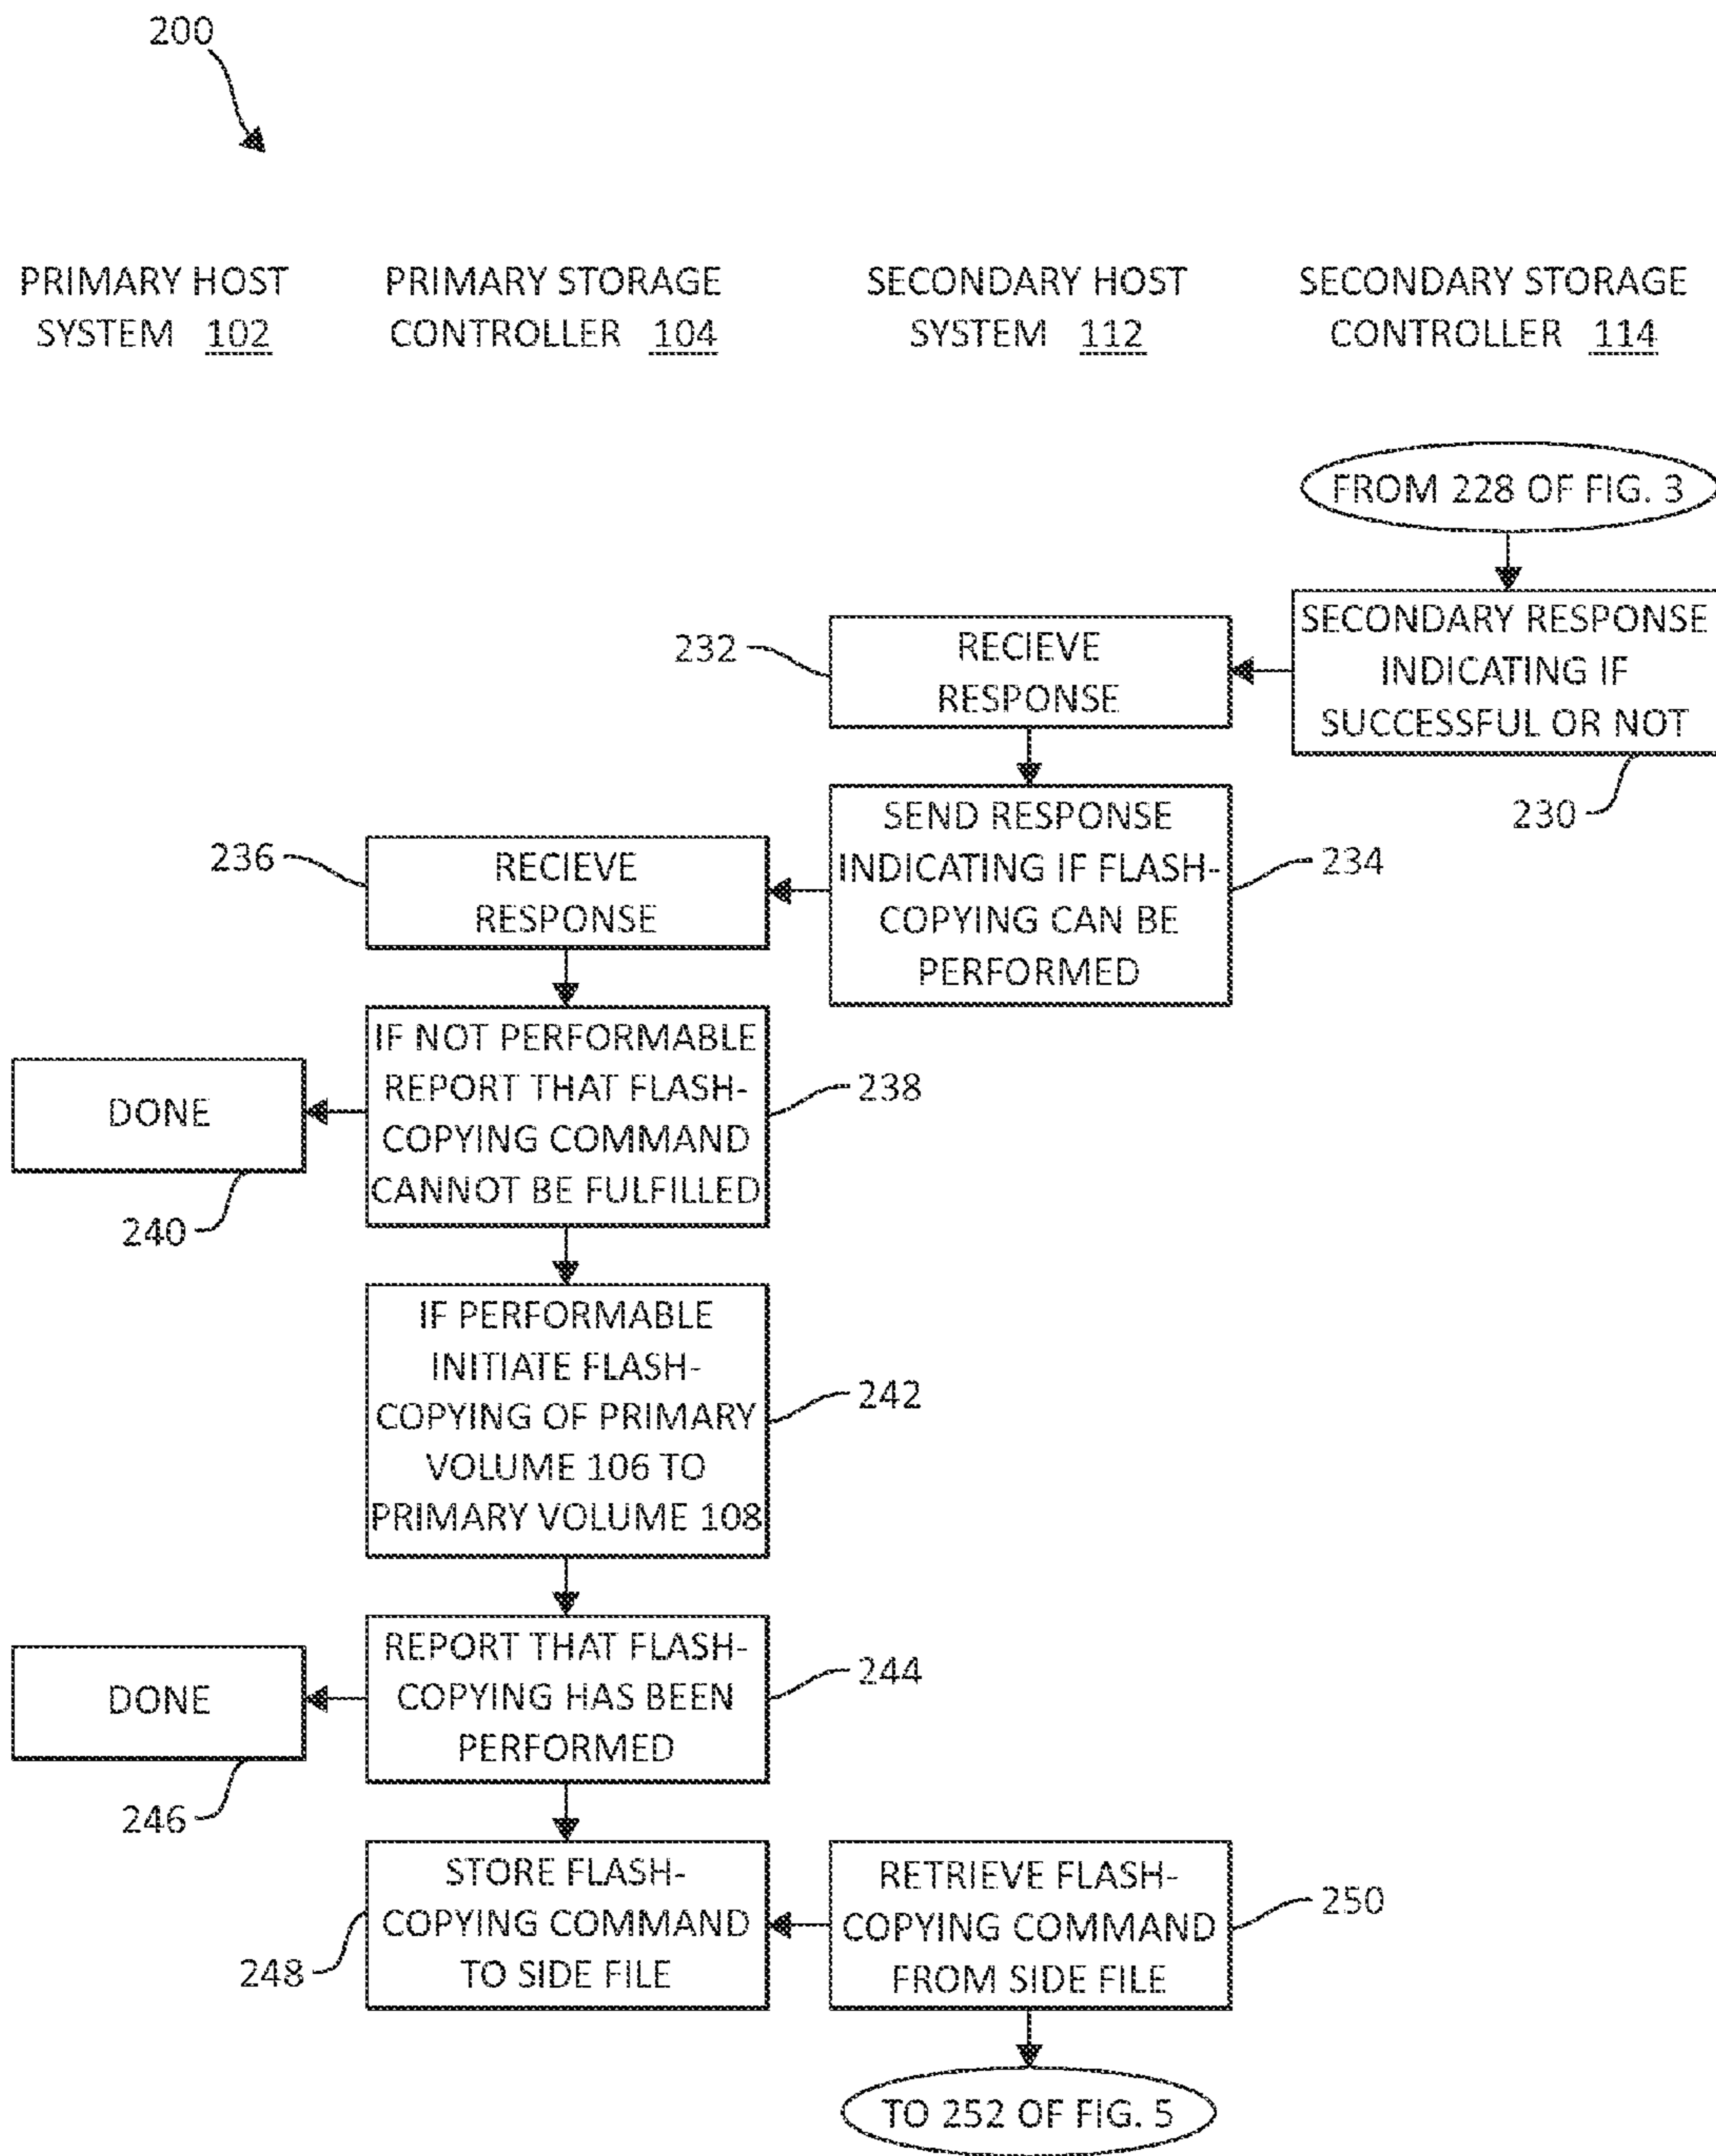 200
PRIMARY HOST
SYSTEM 102
PRIMARY STORAGE
CONTROLLER 104
SECONDARY HOST
SYSTEM 112
SECONDARY STORAGE
CONTROLLER 114
FROM 228 OF FIG. 3
SECONDARY RESPONSE
INDICATING IF
SUCCESSFUL OR NOT
230
232
RECIEVE
RESPONSE
SEND RESPONSE
INDICATING IF FLASH-
COPYING CAN BE
PERFORMED
234
236
RECIEVE
RESPONSE
IF NOT PERFORMABLE
REPORT THAT FLASH-
COPYING COMMAND
CANNOT BE FULFILLED
238
DONE
240
IF PERFORMABLE
INITIATE FLASH-
COPYING OF PRIMARY
VOLUME 106 TO
PRIMARY VOLUME 108
242
REPORT THAT FLASH-
COPYING HAS BEEN
PERFORMED
244
DONE
246
STORE FLASH-
COPYING COMMAND
TO SIDE FILE
248
RETRIEVE FLASH-
COPYING COMMAND
FROM SIDE FILE
250
TO 252 OF FIG. 5